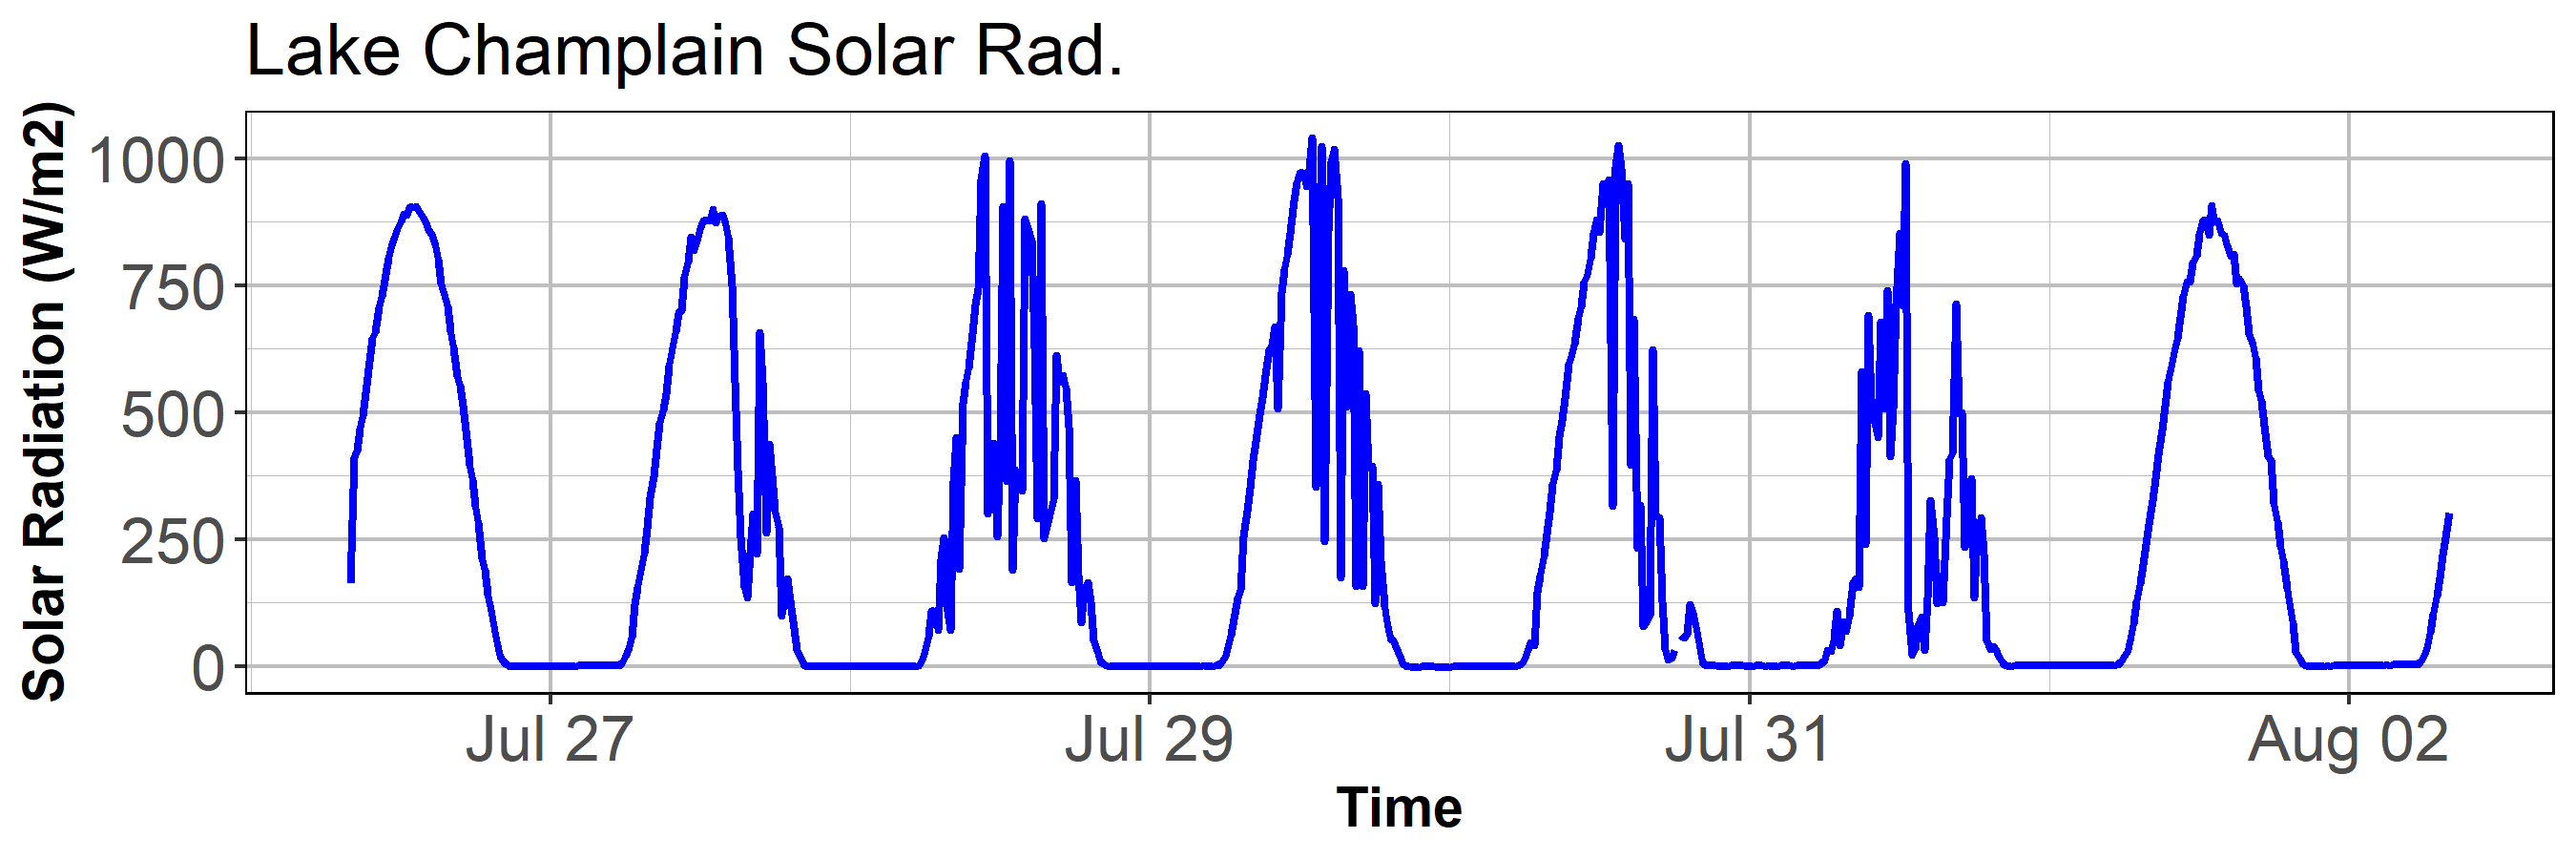 Lake Champlain Solar Rad.
Solar Radiation (W/m2)
1000
750
500
250
0
Jul 27 Jul 29 Jul 31 Aug 02
Time